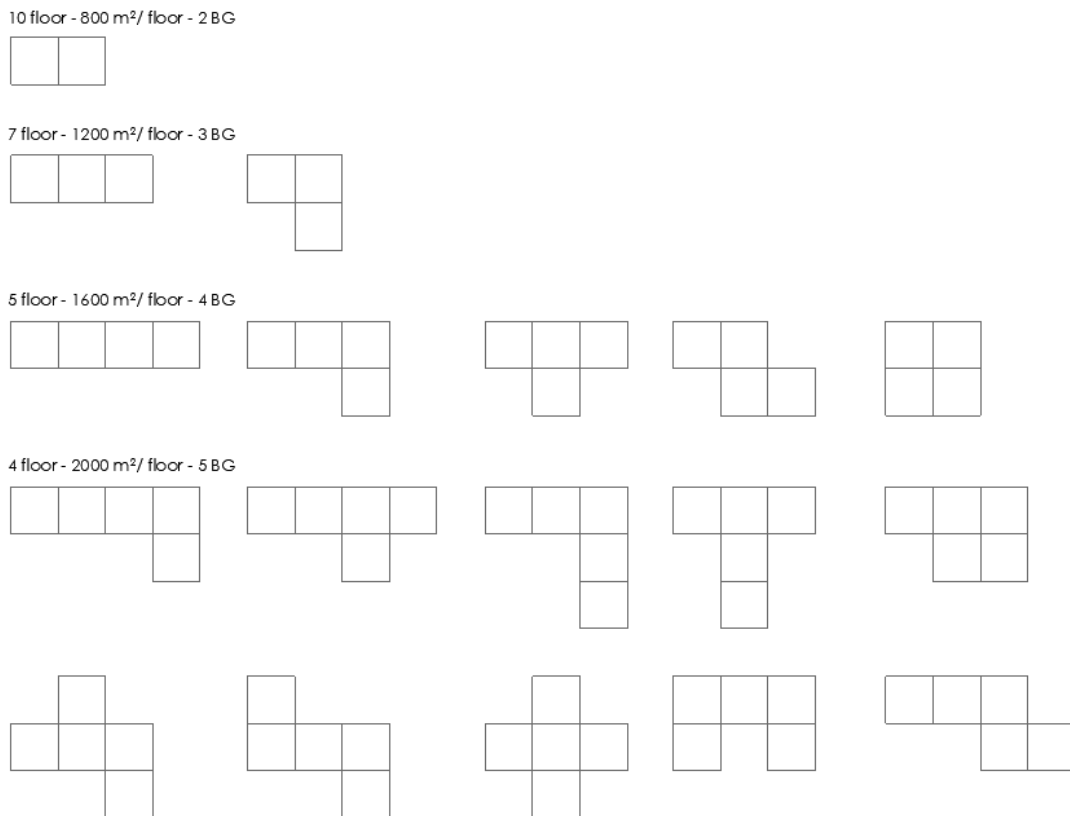 10 floor - 800 m²/ floor - 2 BG
7 floor - 1200 m²/ floor - 3 BG
5 floor - 1600 m²/ floor - 4 BG
4 floor - 2000 m²/ floor - 5 BG